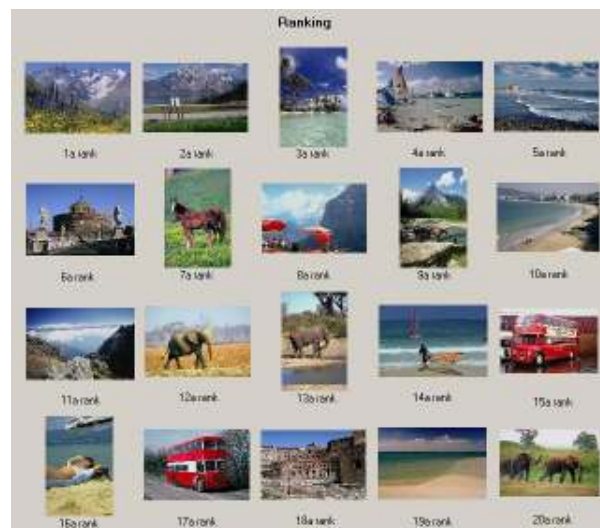 Ranking
1a rank
2a rank
3a rank
4a rank
5a rank
6a rank
7a rank
8a rank
9a rank
10a rank
11a rank
12a rank
13a rank
14a rank
15a rank
16a rank
17a rank
18a rank
19a rank
20a rank